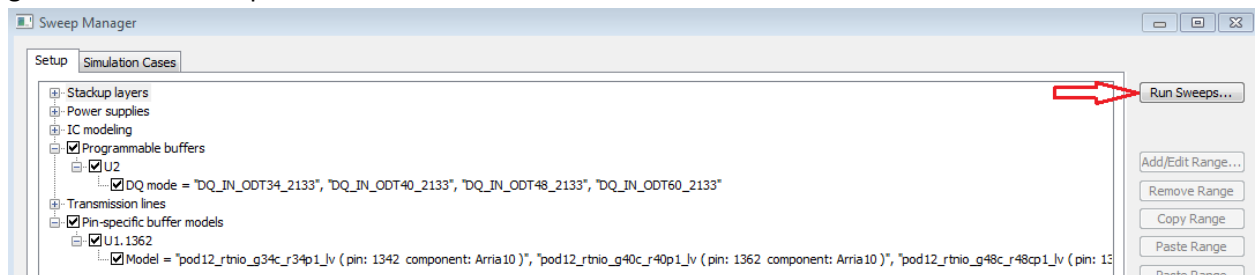 Sweep Manager
Setup
Simulation Cases
Stackup layers
Run Sweeps...
Power supplies
IC modeling
Programmable buffers
U2
Add/Edit Range...
DQ mode = "DQ_IN_ODT34_2133", "DQ_IN_ODT40_2133", "DQ_IN_ODT48_2133", "DQ_IN_ODT60_2133"
Remove Range
Transmission lines
Pin-specific buffer models
Copy Range
U1.1362
Paste Range
Model = "pod12_rtnio_g34c_r34p1_lv ( pin: 1342 component: Arria10 )", "pod12_rtnio_g40c_r40p1_lv ( pin: 1362 component: Arria10 )", "pod12_rtnio_g48c_r48cp1_lv ( pin: 13